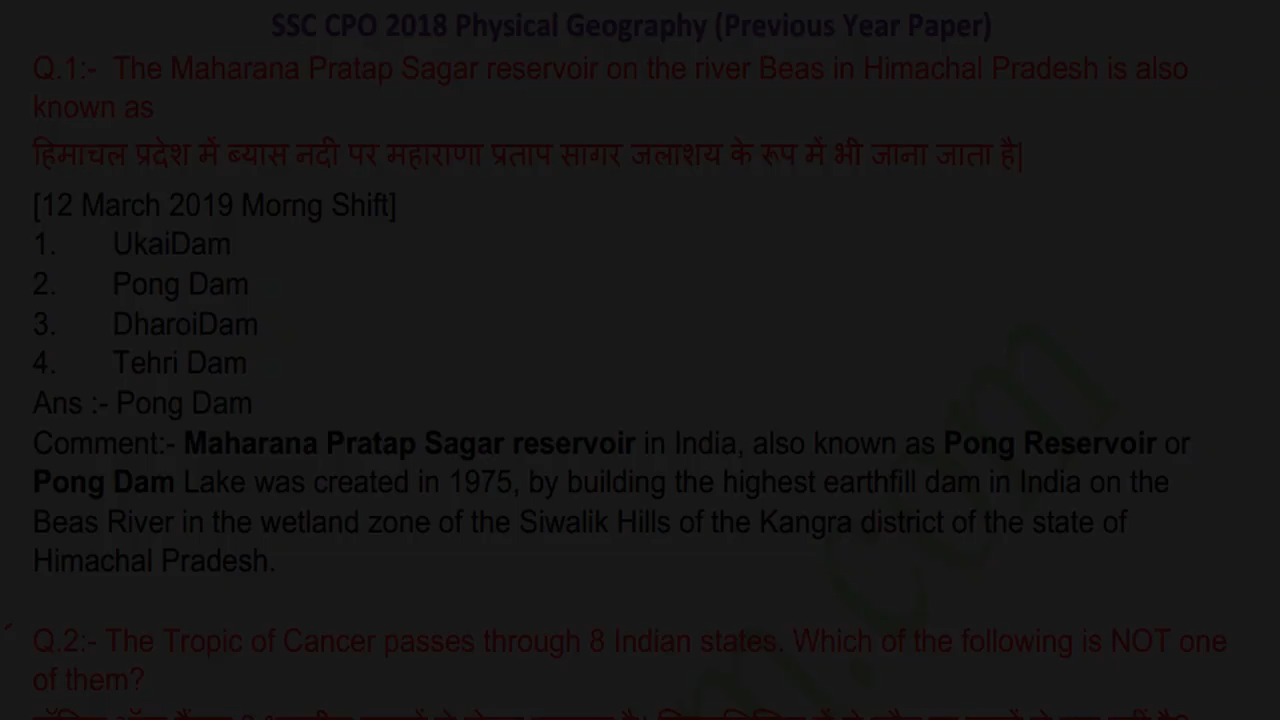 SSC CPO 2018 Physical Geography (Previous Year Paper)
Q.1:- The Maharana Pratap Sagar reservoir on the river Beas in Himachal Pradesh is also
known as
हिमाचल प्रदेश में ब्यास नदी पर महाराणा प्रताप सागर जलाशय के रूप में भी जाना जाता है|
[12 March 2019 Morng Shift]
1. UkaiDam
2. Pong Dam
3. DharoiDam
4. Tehri Dam
Ans :- Pong Dam
Comment:- Maharana Pratap Sagar reservoir in India, also known as Pong Reservoir or
Pong Dam Lake was created in 1975, by building the highest earthfill dam in India on the
Beas River in the wetland zone of the Siwalik Hills of the Kangra district of the state of
Himachal Pradesh.
Q.2:- The Tropic of Cancer passes through 8 Indian states. Which of the following is NOT one
of them?